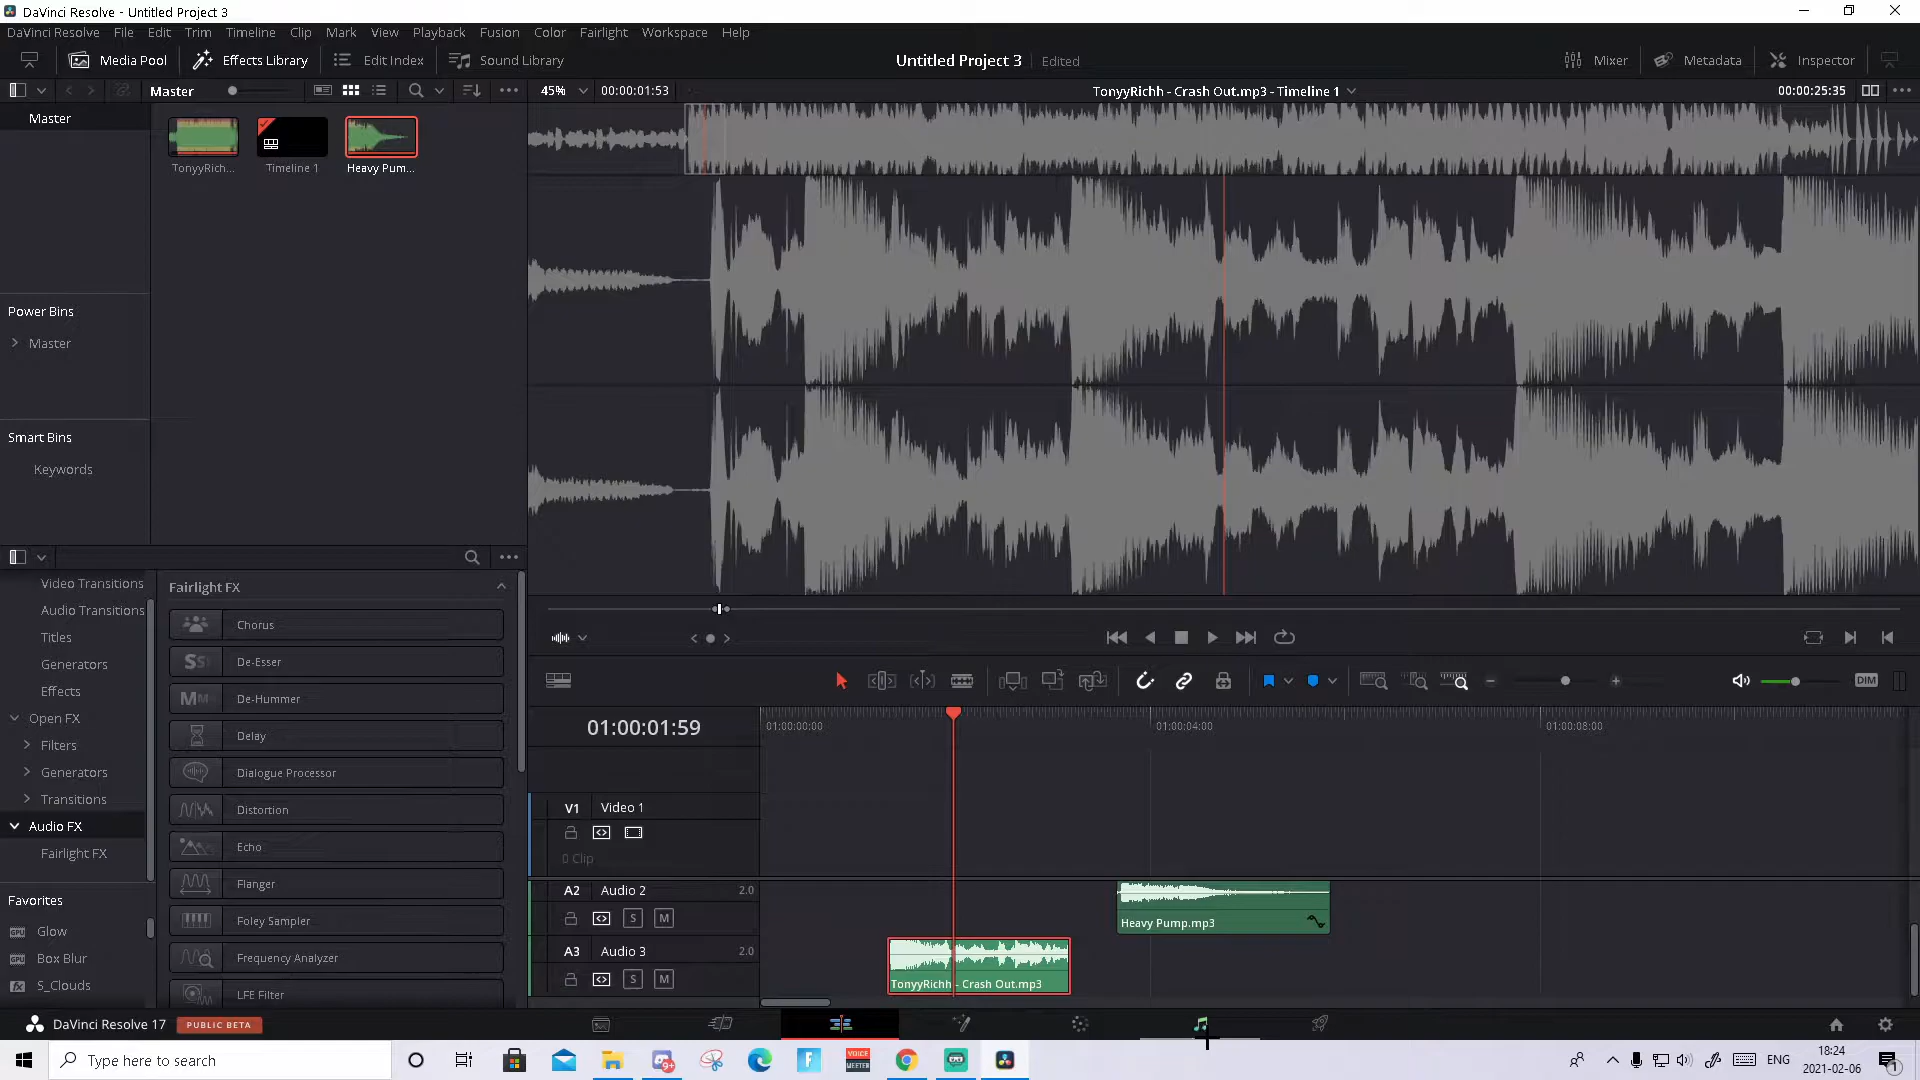 DaVinci Resolve - Untitled Project 3
DaVinci Resolve File Edit Trim Timeline Clip Mark View Playback Fusion Color Fairlight Workspace Help
Media Pool Effects Library Edit Index Sound Library Untitled Project 3 Edited Mixer Metadata Inspector
Master 45% 00:00:01:53 TonyyRichh - Crash Out.mp3 - Timeline 1 00:00:25:35
Master
TonyyRich... Timeline 1 Heavy Pum...
Power Bins
Master
Smart Bins
Keywords
Video Transitions
Audio Transitions
Titles
Generators
Effects
Open FX
Filters
Generators
Transitions
Audio FX
Fairlight FX
Favorites
Glow
Box Blur
S_Clouds
Fairlight FX
Chorus
De-Esser
De-Hummer
Delay
Dialogue Processor
Distortion
Echo
Flanger
Foley Sampler
Frequency Analyzer
LFE Filter
DIM
01:00:01:59
01:00:00:00 01:00:04:00 01:00:08:00
V1 Video 1
0 Clip
A2 Audio 2 2.0
S M
Heavy Pump.mp3
A3 Audio 3 2.0
S M
TonyyRichh - Crash Out.mp3
DaVinci Resolve 17 PUBLIC BETA
Type here to search
VOICE
MEETER
ENG
18:24
2021-02-06